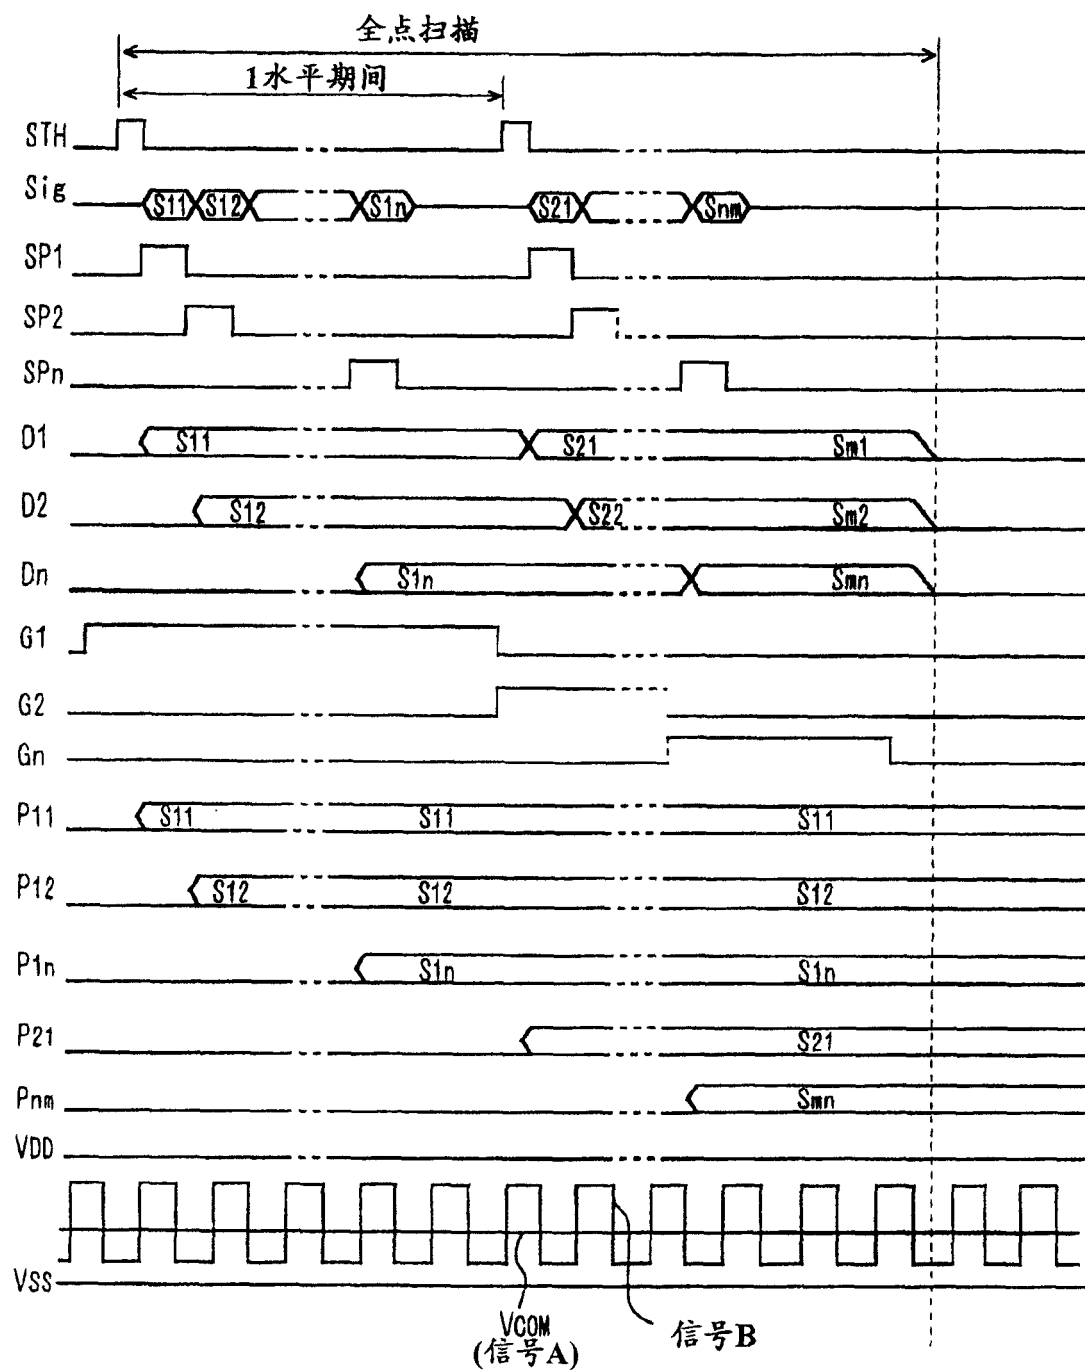 全点扫描
1水平期间
STH
Sig S11 S12 S1n S21 Snm
SP1
SP2
SPn
D1 S11 S21 Sm1
D2 S12 S22 Sm2
Dn S1n Smn
G1
G2
Gn
P11 S11 S11 S11
P12 S12 S12 S12
P1n S1n S1n
P21 S21
Pnm Smn
VDD
VSS
VCOM
(信号A)
信号B